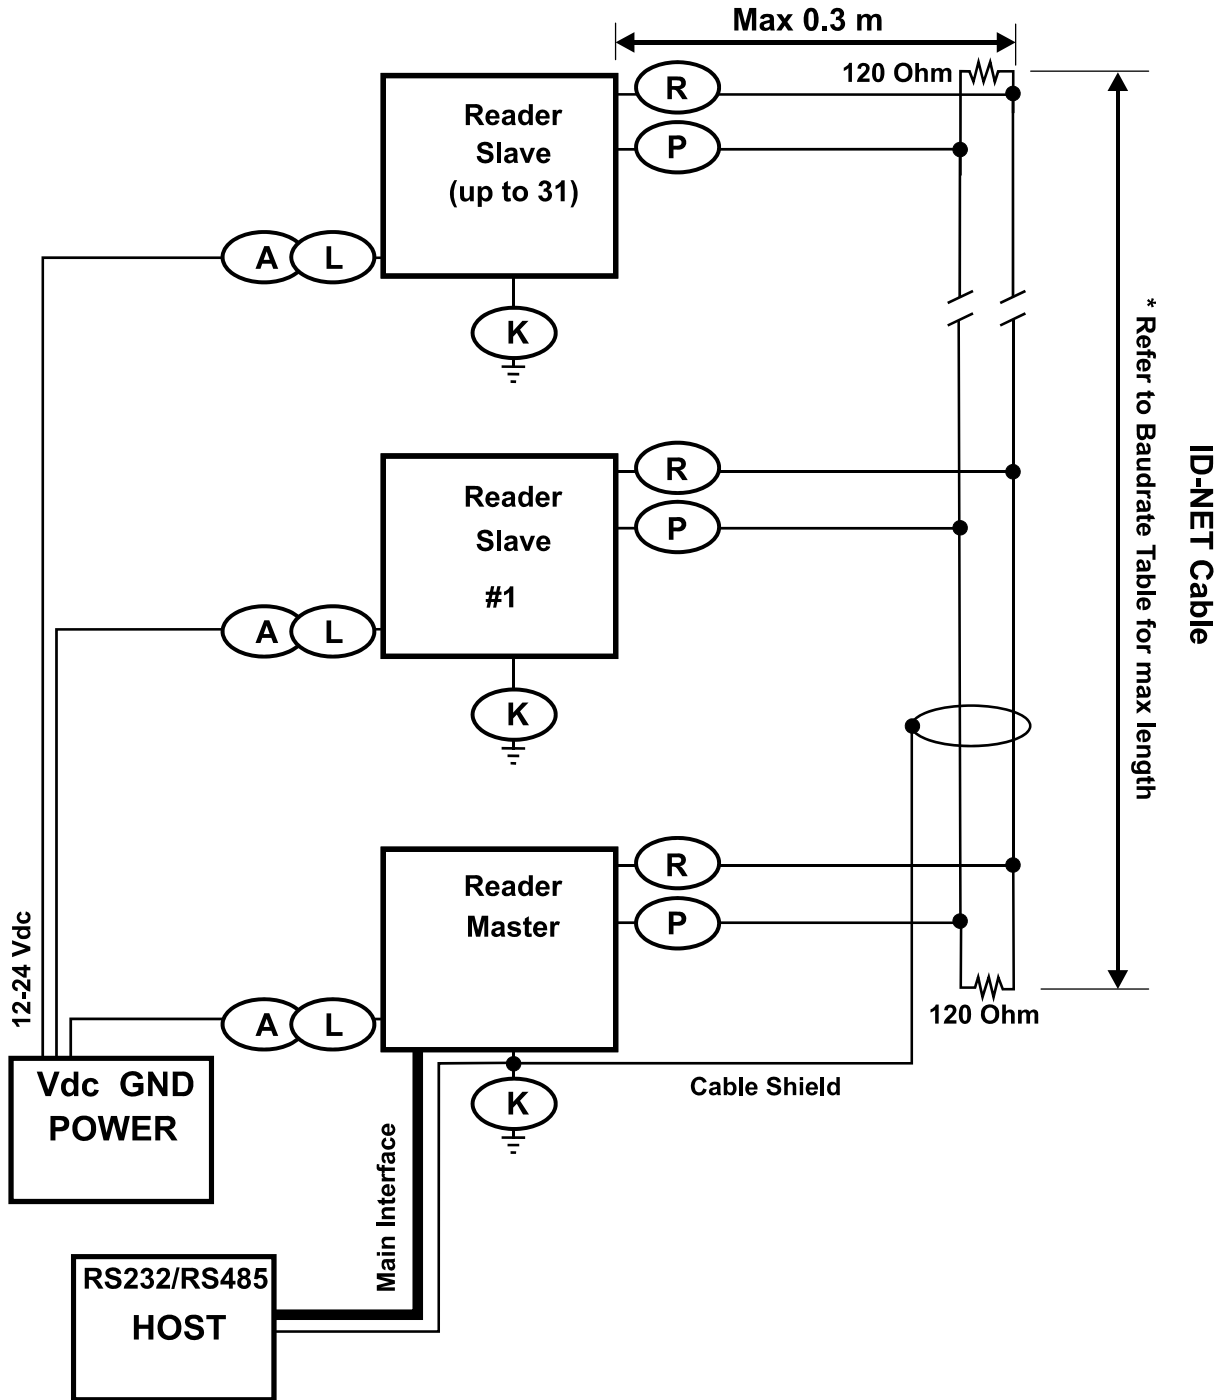 Max 0.3 m
120 Ohm
R
P
Reader
Slave
(up to 31)
A
L
K
R
P
Reader
Slave
#1
A
L
K
* Refer to Baudrate Table for max length
ID-NET Cable
R
P
Reader
Master
A
L
K
120 Ohm
Cable Shield
12-24 Vdc
Vdc GND
POWER
Main Interface
RS232/RS485
HOST